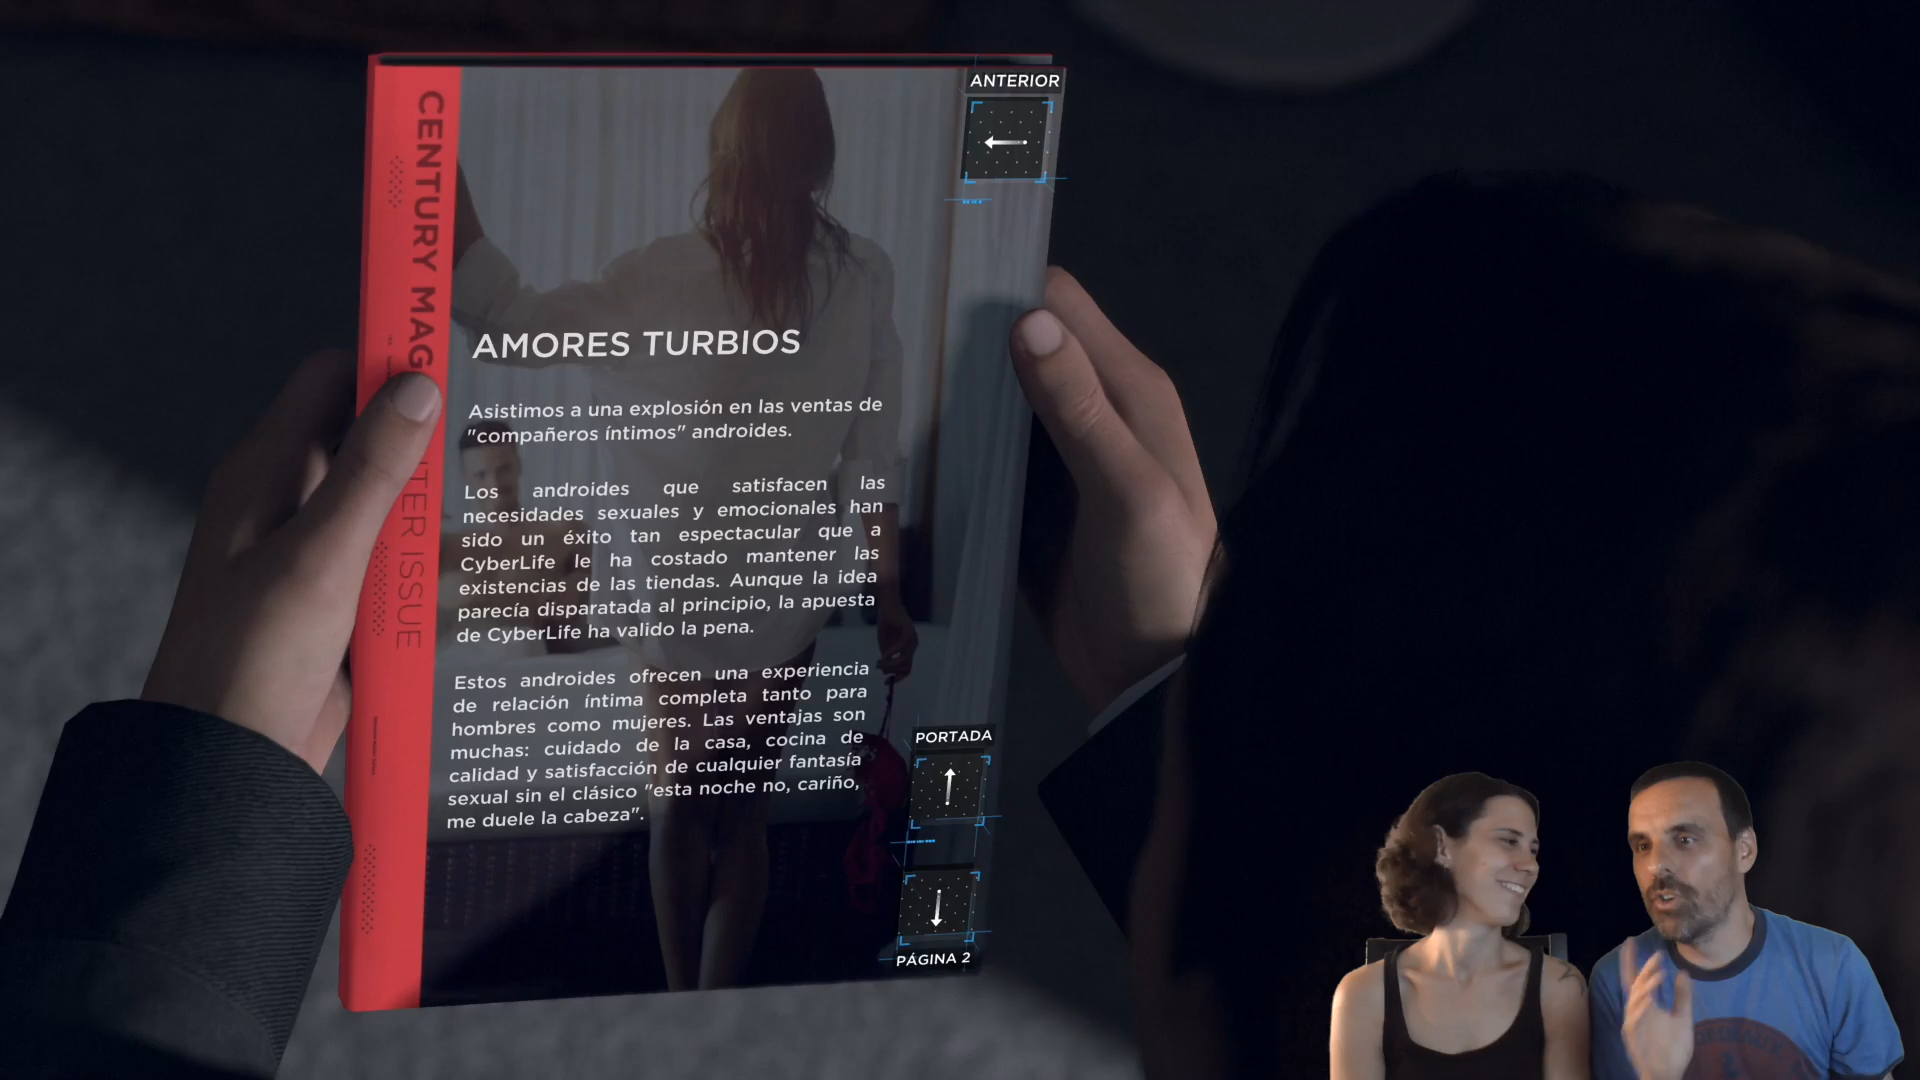 CENTURY MAG
TER ISSUE
ANTERIOR
AMORES TURBIOS
Asistimos a una explosión en las ventas de
"compañeros íntimos" androides.
Los androides que satisfacen las
necesidades sexuales y emocionales han
sido un éxito tan espectacular que a
CyberLife le ha costado mantener las
existencias de las tiendas. Aunque la idea
parecía disparatada al principio, la apuesta
de CyberLife ha valido la pena.
Estos androides ofrecen una experiencia
de relación íntima completa tanto para
hombres como mujeres. Las ventajas son
muchas: cuidado de la casa, cocina de
calidad y satisfacción de cualquier fantasía
sexual sin el clásico "esta noche no, cariño,
me duele la cabeza".
PORTADA
PÁGINA 2